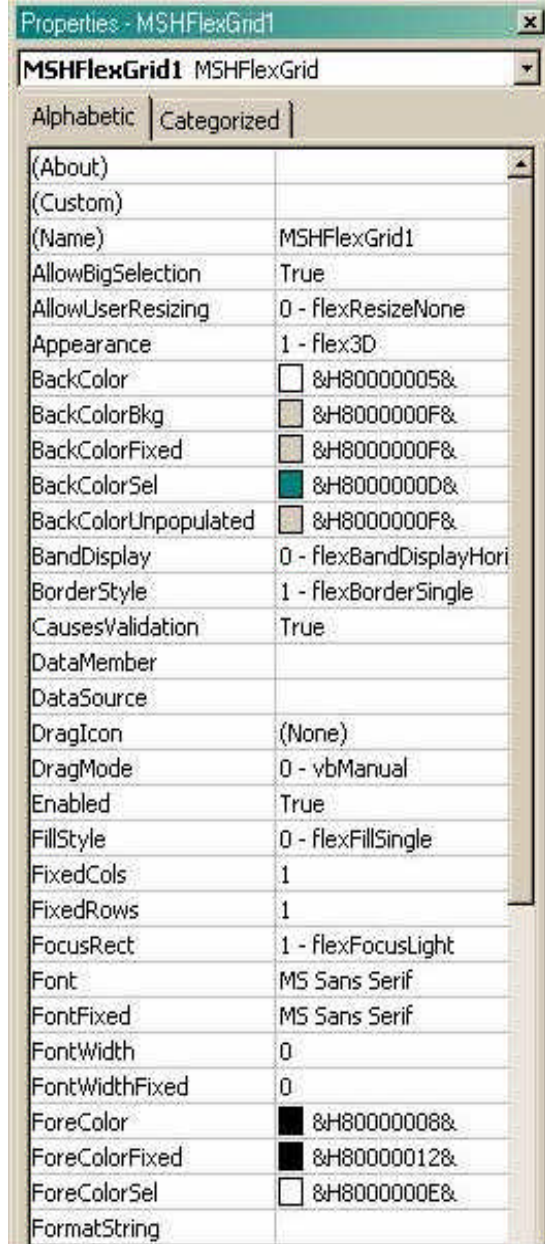 Properties - MSHFlexGrid1
MSHFlexGrid1 MSHFlexGrid
Alphabetic Categorized
(About)
(Custom)
(Name) MSHFlexGrid1
AllowBigSelection True
AllowUserResizing 0 - flexResizeNone
Appearance 1 - flex3D
BackColor &H80000005&
BackColorBkg &H8000000F&
BackColorFixed &H8000000F&
BackColorSel &H8000000D&
BackColorUnpopulated &H8000000F&
BandDisplay 0 - flexBandDisplayHori
BorderStyle 1 - flexBorderSingle
CausesValidation True
DataMember
DataSource
DragIcon (None)
DragMode 0 - vbManual
Enabled True
FillStyle 0 - flexFillSingle
FixedCols 1
FixedRows 1
FocusRect 1 - flexFocusLight
Font MS Sans Serif
FontFixed MS Sans Serif
FontWidth 0
FontWidthFixed 0
ForeColor &H80000008&
ForeColorFixed &H80000012&
ForeColorSel &H8000000E&
FormatString